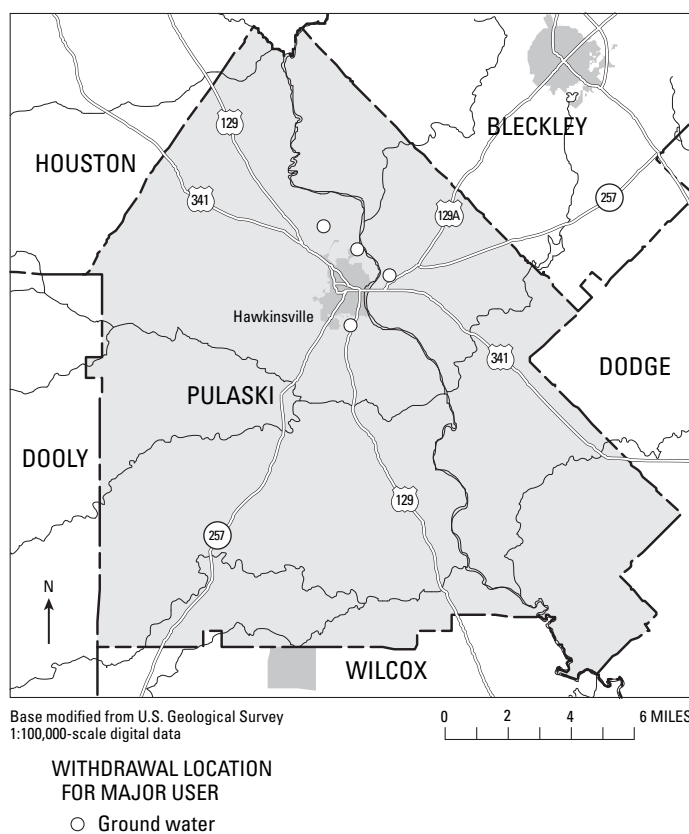 129
HOUSTON
BLECKLEY
341
129A
257
Hawkinsville
341
DODGE
PULASKI
DOOLY
129
257
N
WILCOX
Base modified from U.S. Geological Survey
1:100,000-scale digital data
0 2 4 6 MILES
WITHDRAWAL LOCATION
FOR MAJOR USER
Ground water